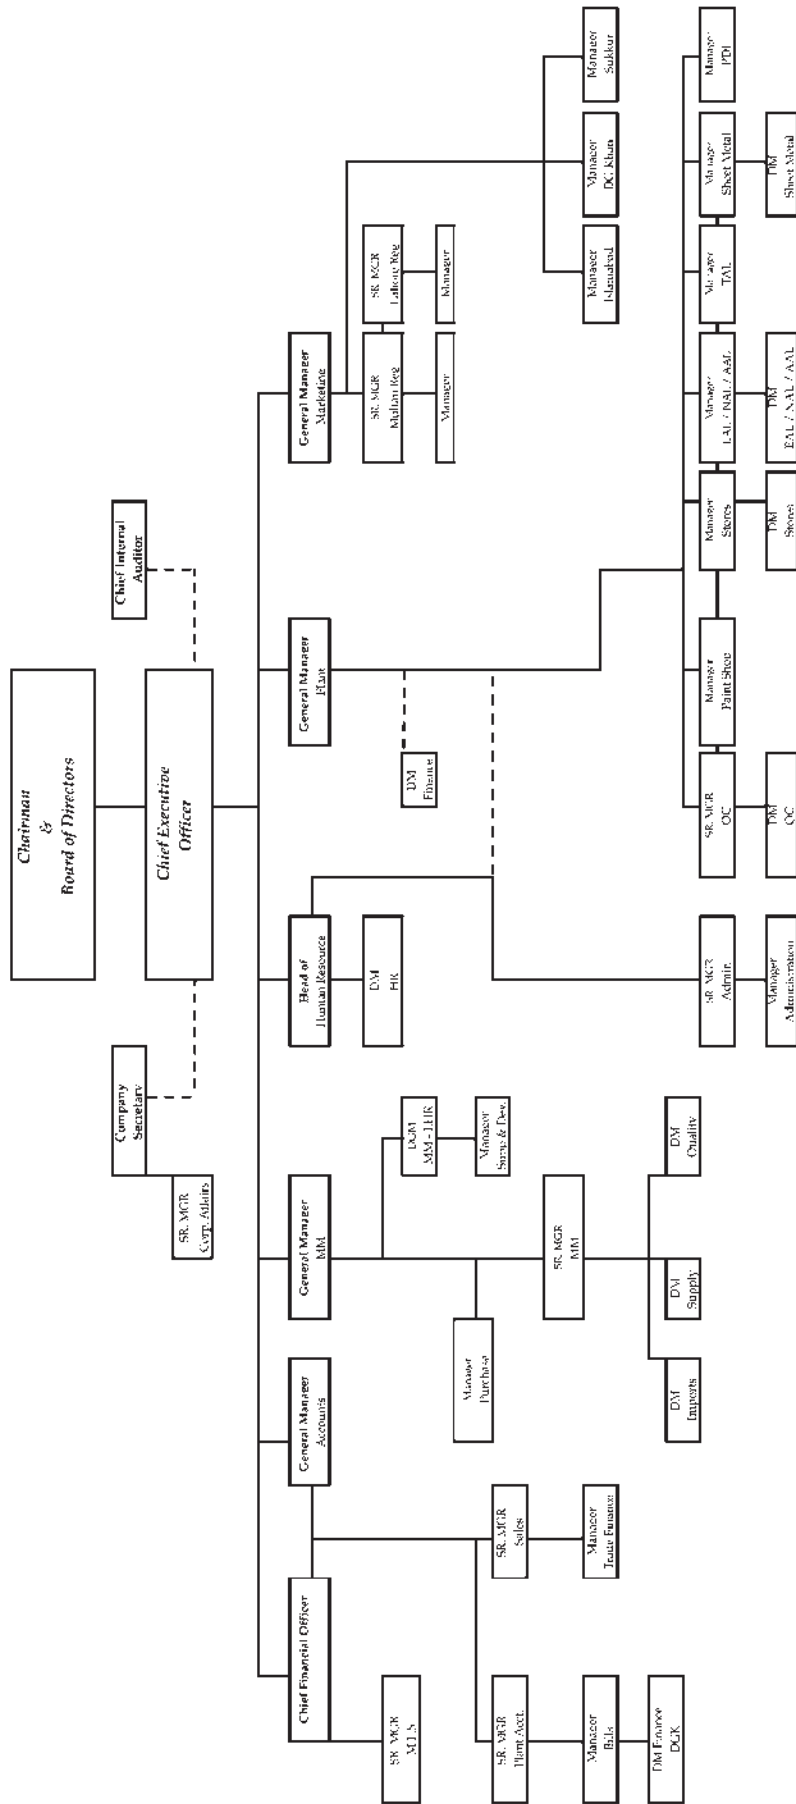 Chairman
&
Board of Directors
Chief Executive
Officer
Company
Secretary
Chief Internal
Auditor
SR. MGR
Corp. Affairs
Chief Financial Officer
General Manager
Accounts
General Manager
MM
Head of
Human Resource
General Manager
Plant
General Manager
Marketing
SR. MGR
M.I.S
SR. MGR
Plant Acct.
SR. MGR
Sales
Manager
Bills
Manager
Trade Finance
DM Finance
DGK
DGM
MM - LHR
Manager
Purchase
Manager
Supp & Dev.
SR. MGR
MM
DM
Imports
DM
Supply
DM
Quality
DM
HR
SR. MGR
Admin.
Manager
Administration
DM
Finance
SR. MGR
QC
DM
QC
Manager
Paint Shop
Manager
Stores
DM
Stores
Manager
EAL / NAL / AAL
DM
EAL / NAL / AAL
Manager
TAL
Manager
Sheet Metal
DM
Sheet Metal
Manager
PDI
SR. MGR
Multan Reg
SR. MGR
Lahore Reg
Manager
Manager
Manager
Islamabad
Manager
DG Khan
Manager
Sukkur